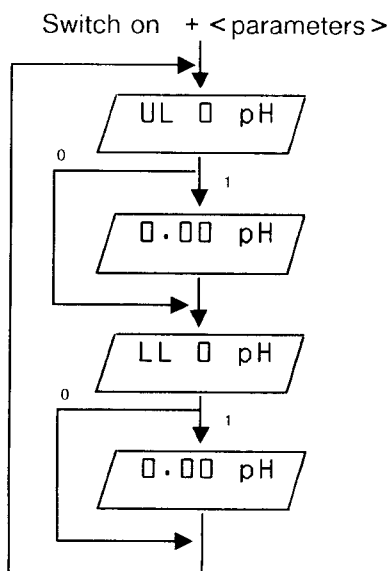 Switch on + <parameters>
UL 0 pH
0
1
0.00 pH
LL 0 pH
0
1
0.00 pH